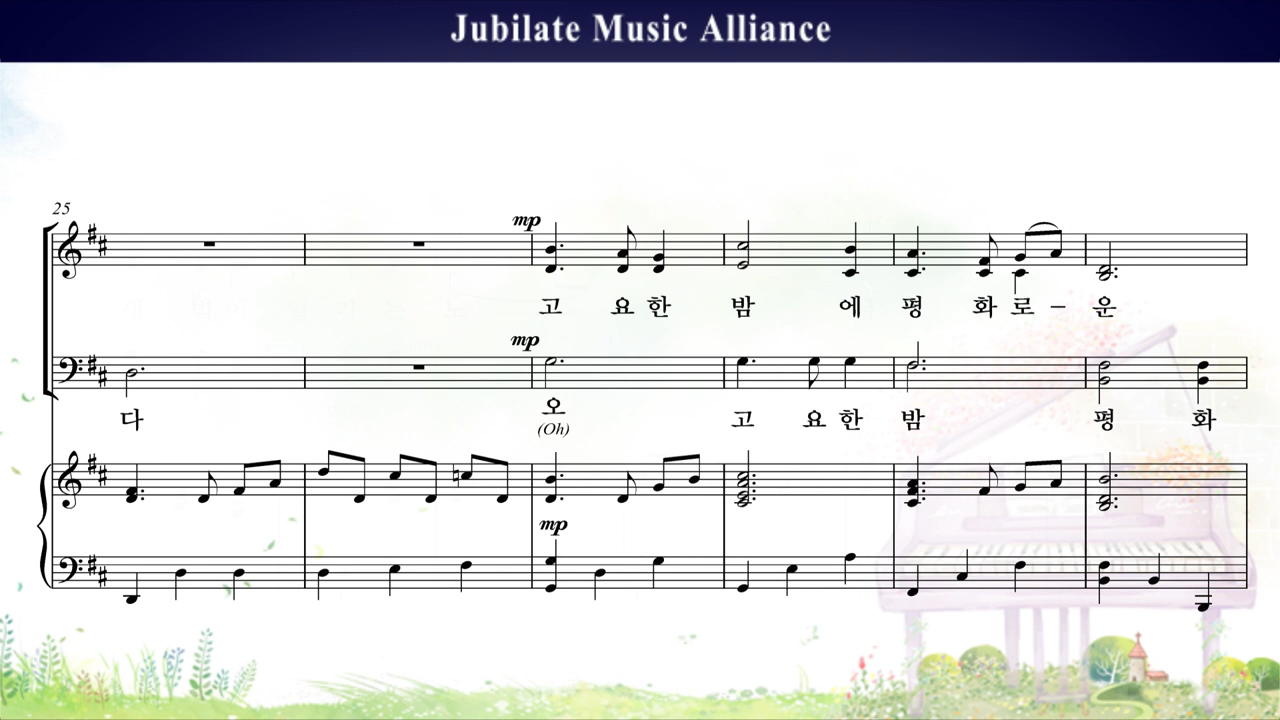 Jubilate Music Alliance
25
mp
고 요 한 밤 에 평 화 로 – 운
mp
다 오 고 요 한 밤 평 화
(Oh)
mp